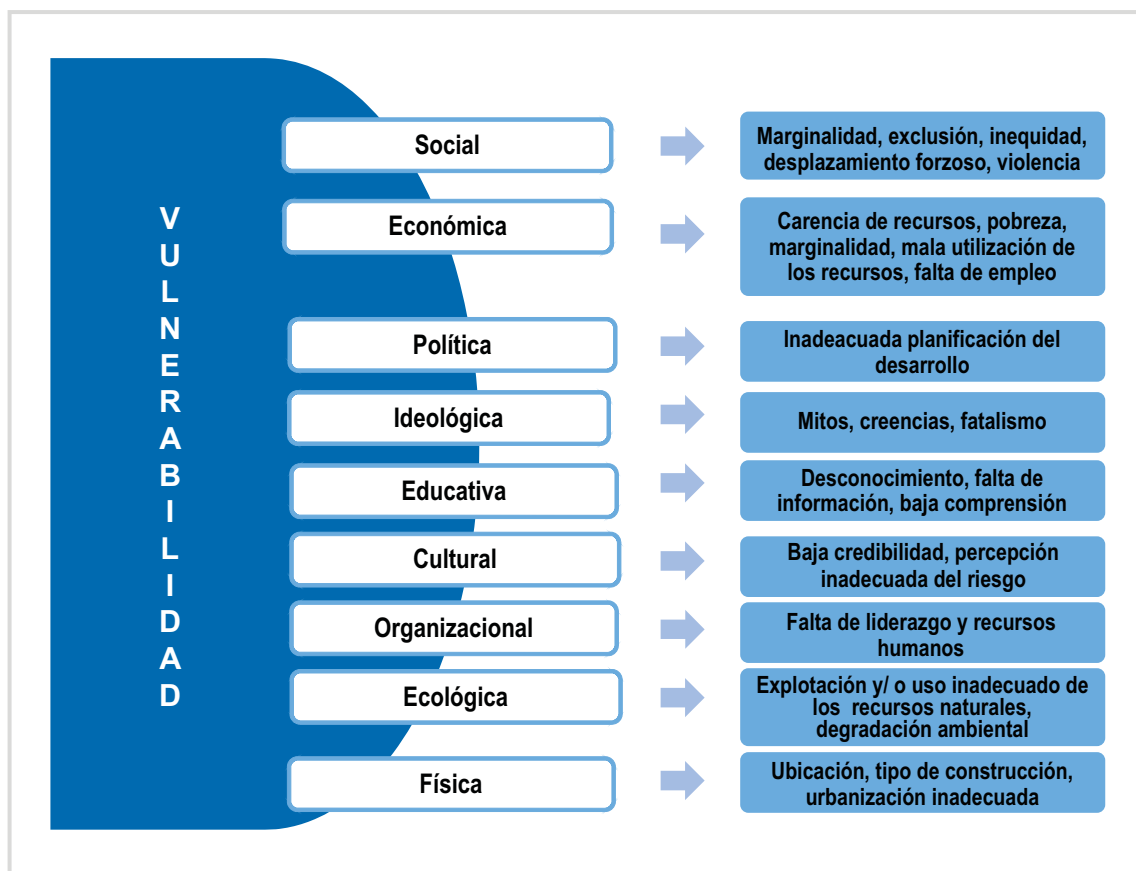 VULNERABILIDAD
Social
Marginalidad, exclusión, inequidad,
desplazamiento forzoso, violencia
Económica
Carencia de recursos, pobreza,
marginalidad, mala utilización de
los recursos, falta de empleo
Política
Inadeacuada planificación del
desarrollo
Ideológica
Mitos, creencias, fatalismo
Educativa
Desconocimiento, falta de
información, baja comprensión
Cultural
Baja credibilidad, percepción
inadecuada del riesgo
Organizacional
Falta de liderazgo y recursos
humanos
Ecológica
Explotación y/ o uso inadecuado de
los recursos naturales,
degradación ambiental
Física
Ubicación, tipo de construcción,
urbanización inadecuada